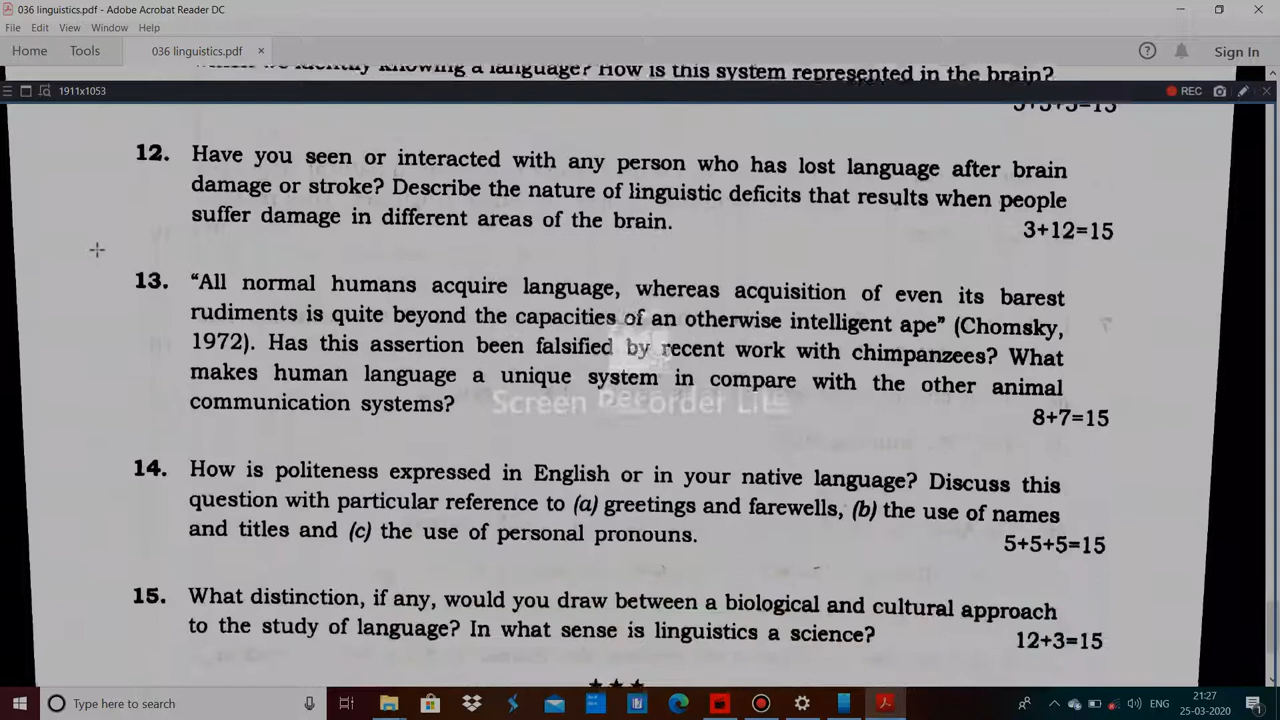 036 linguistics.pdf - Adobe Acrobat Reader DC
File Edit View Window Help
Home Tools 036 linguistics.pdf × Sign In
identify knowing a language? How is this system represented in the brain?
1911x1053 REC
5+5+5=15
12. Have you seen or interacted with any person who has lost language after brain
damage or stroke? Describe the nature of linguistic deficits that results when people
suffer damage in different areas of the brain.
3+12=15
13. “All normal humans acquire language, whereas acquisition of even its barest
rudiments is quite beyond the capacities of an otherwise intelligent ape” (Chomsky,
1972). Has this assertion been falsified by recent work with chimpanzees? What
makes human language a unique system in compare with the other animal
communication systems?
8+7=15
Screen Recorder Lite
14. How is politeness expressed in English or in your native language? Discuss this
question with particular reference to (a) greetings and farewells, (b) the use of names
and titles and (c) the use of personal pronouns.
5+5+5=15
15. What distinction, if any, would you draw between a biological and cultural approach
to the study of language? In what sense is linguistics a science?
12+3=15
★★★
Type here to search
ENG
21:27
25-03-2020